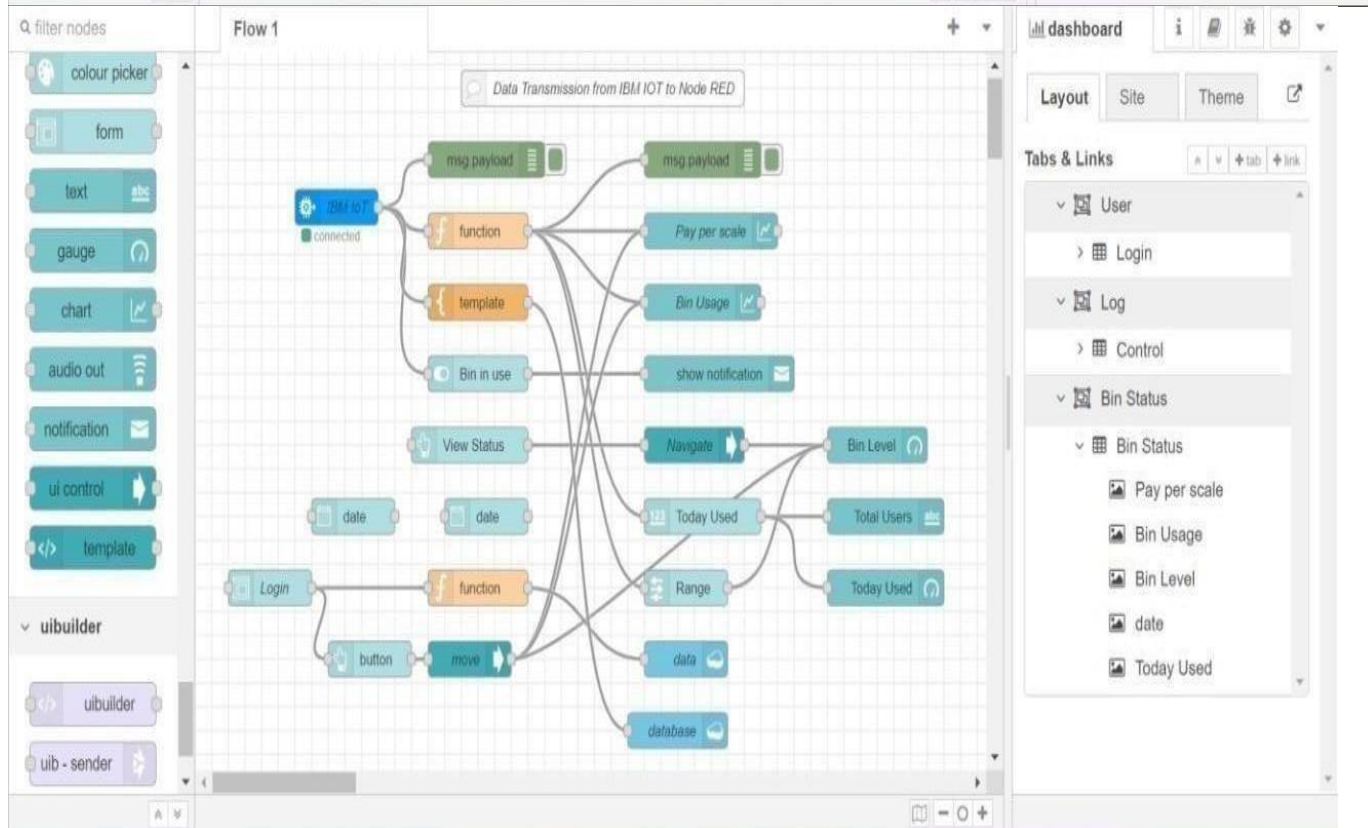 filter nodes
colour picker
form
text
abc
gauge
chart
audio out
notification
ui control
</> template
uibuilder
</> uibuilder
uib - sender
Flow 1
Data Transmission from IBM IOT to Node RED
msg.payload
msg.payload
IBM IoT
connected
f function
Pay per scale
{ template
Bin Usage
Bin in use
show notification
View Status
Navigate
Bin Level
date
date
123 Today Used
Total Users abc
Login
f function
Range
Today Used
button
move
data
database
dashboard
i
Layout
Site
Theme
Tabs & Links
+ tab
+ link
User
Login
Log
Control
Bin Status
Bin Status
Pay per scale
Bin Usage
Bin Level
date
Today Used